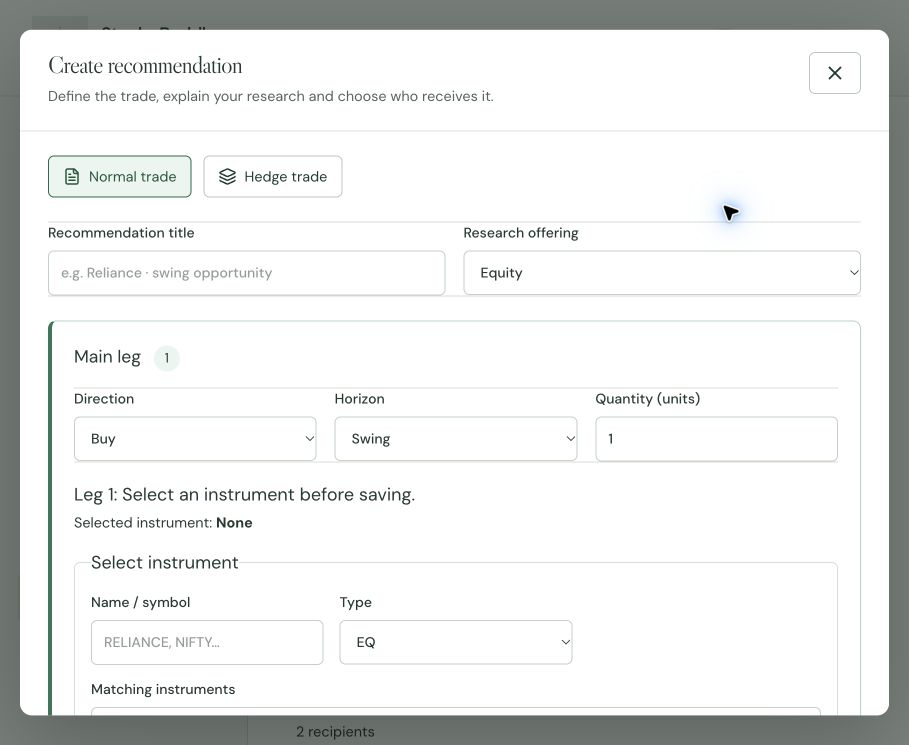 Create recommendation
Define the trade, explain your research and choose who receives it.
Normal trade
Hedge trade
Recommendation title
Research offering
e.g. Reliance · swing opportunity
Equity
Main leg 1
Direction
Horizon
Quantity (units)
Buy
Swing
1
Leg 1: Select an instrument before saving.
Selected instrument: None
Select instrument
Name / symbol
Type
RELIANCE, NIFTY...
EQ
Matching instruments
2 recipients